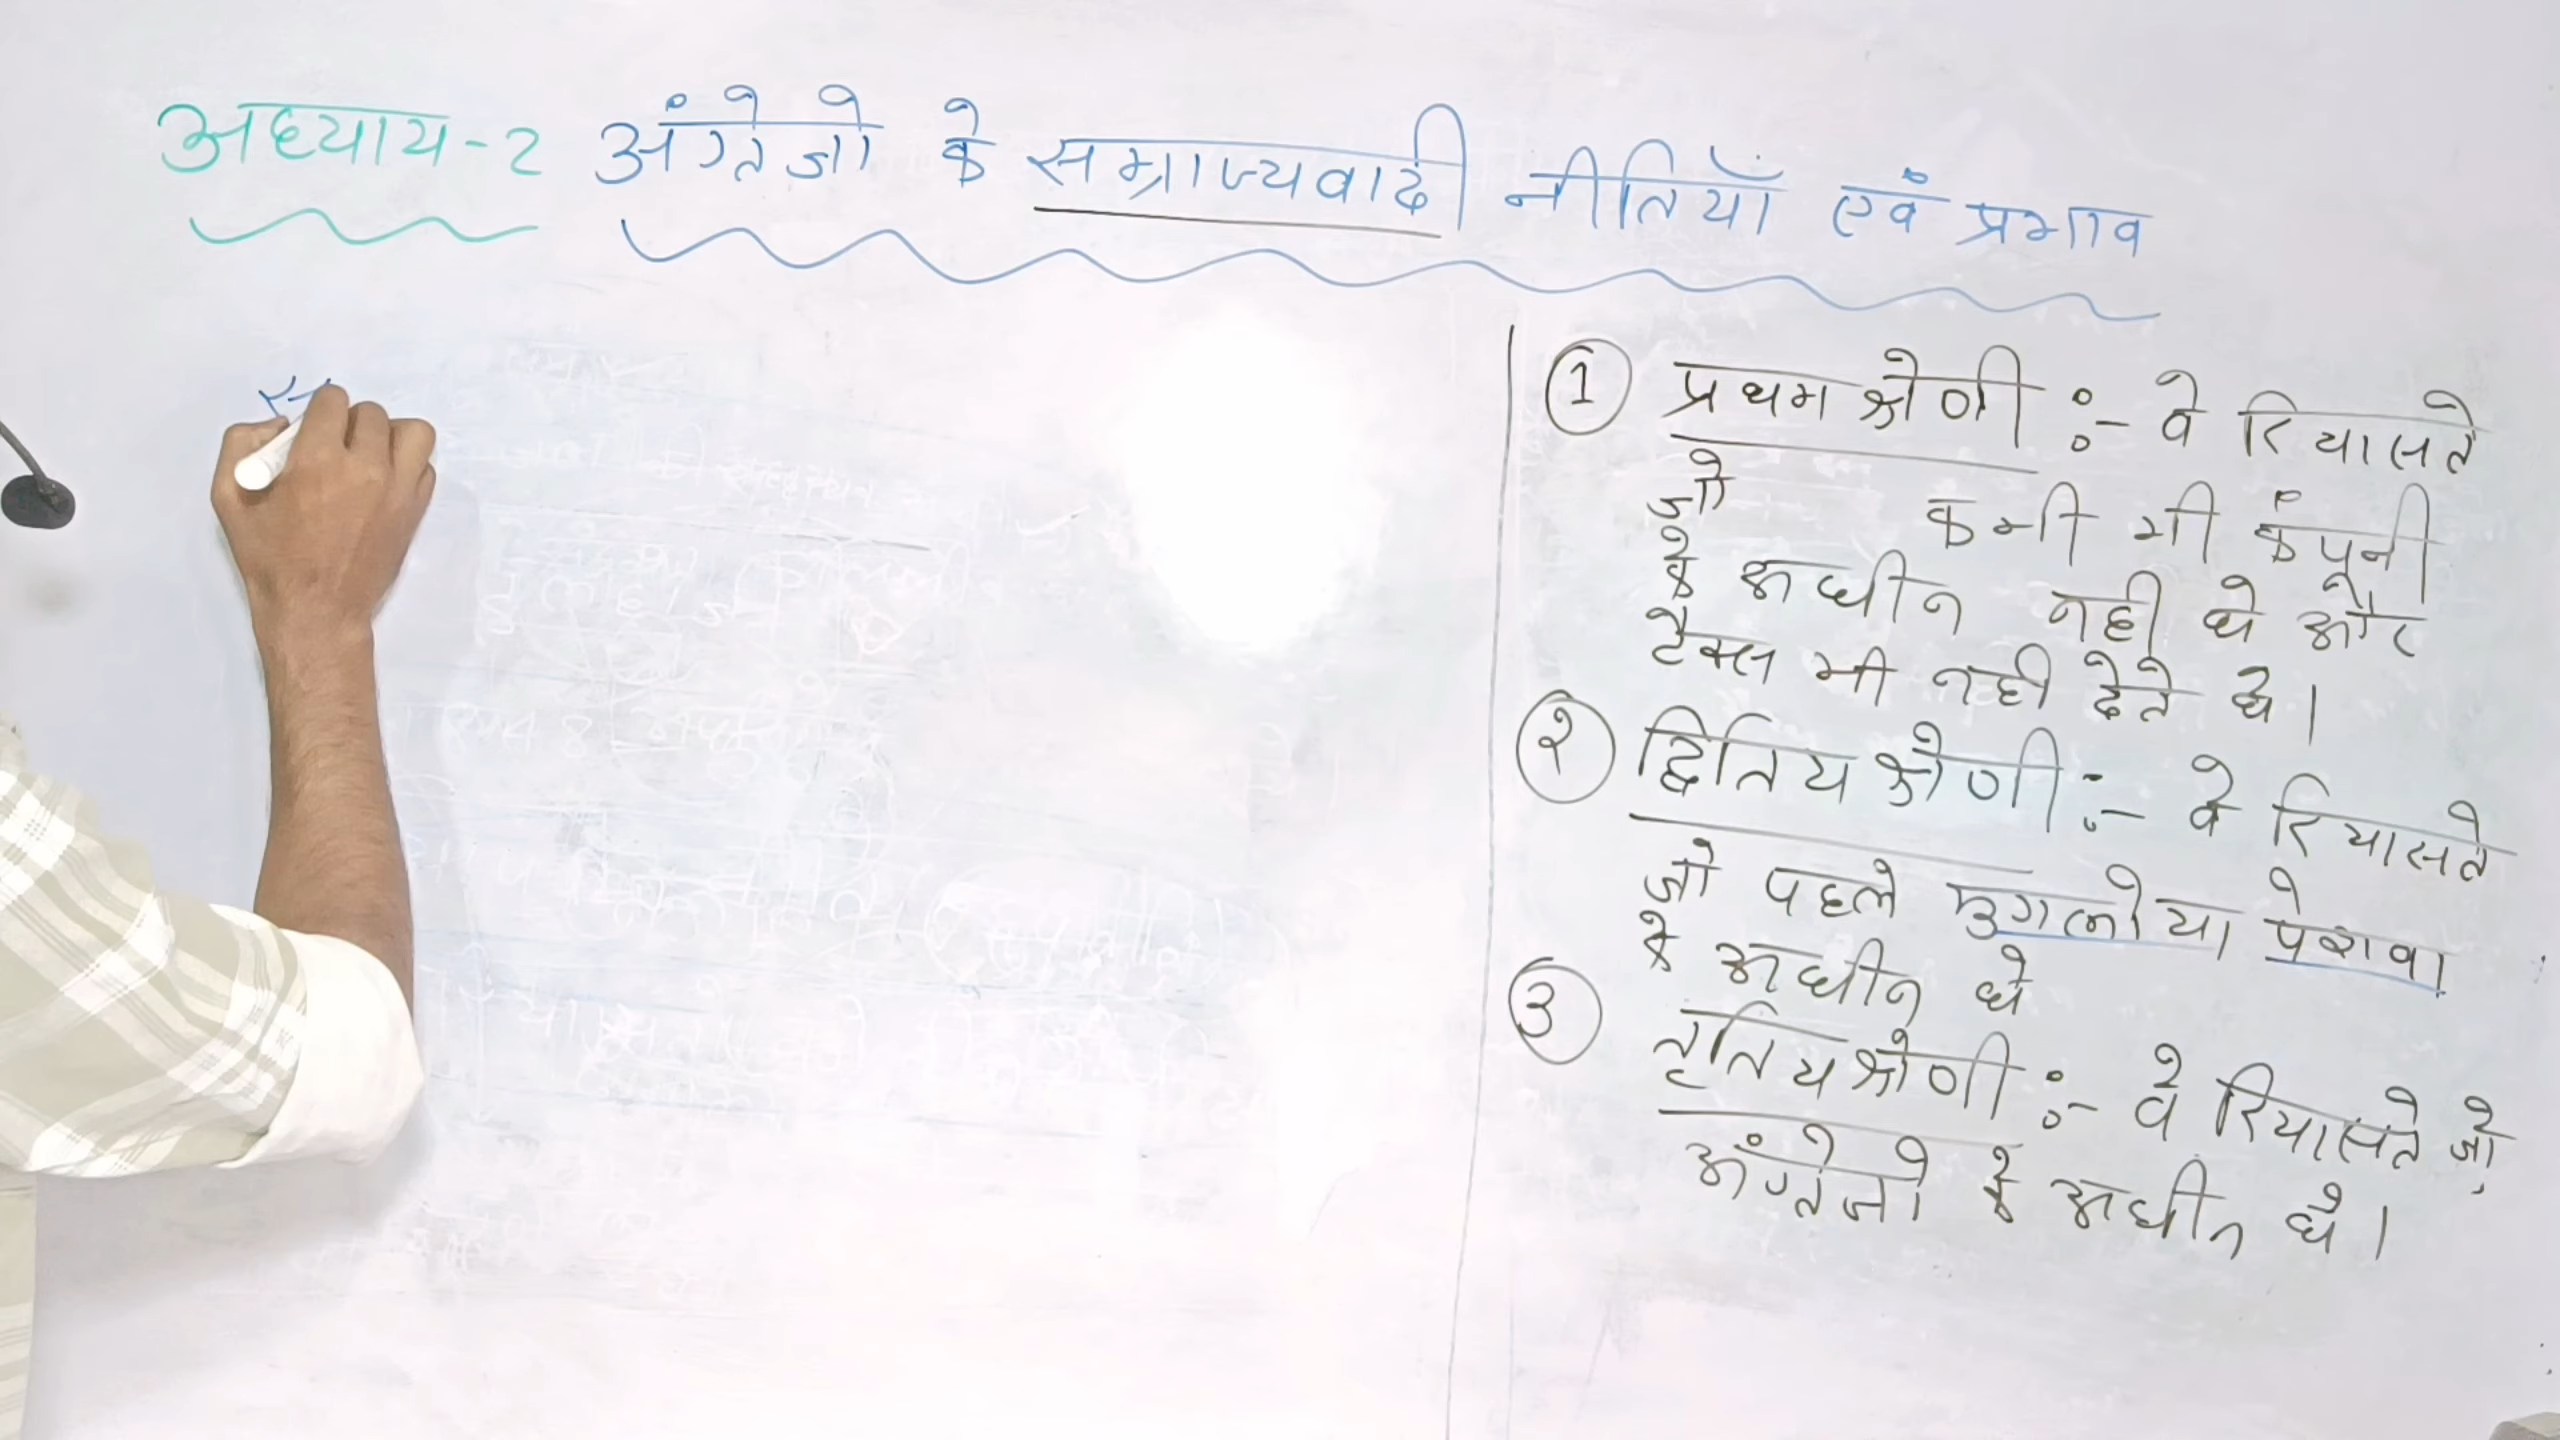 अध्याय-2 अंग्रेजो के सम्राज्यवादी नीतियाँ एवं प्रभाव
स
① प्रथम श्रेणी :- वे रियासते
जो कभी भी कंपनी
के अधीन नही थे और
टैक्स भी नही देते थे।
② द्वितिय श्रेणी :- वे रियासते
जो पहले मुगलो या पेशवा
के अधीन थे
③ तृतिय श्रेणी :- वे रियासते जो
अँग्रेजो के अधीन थे।